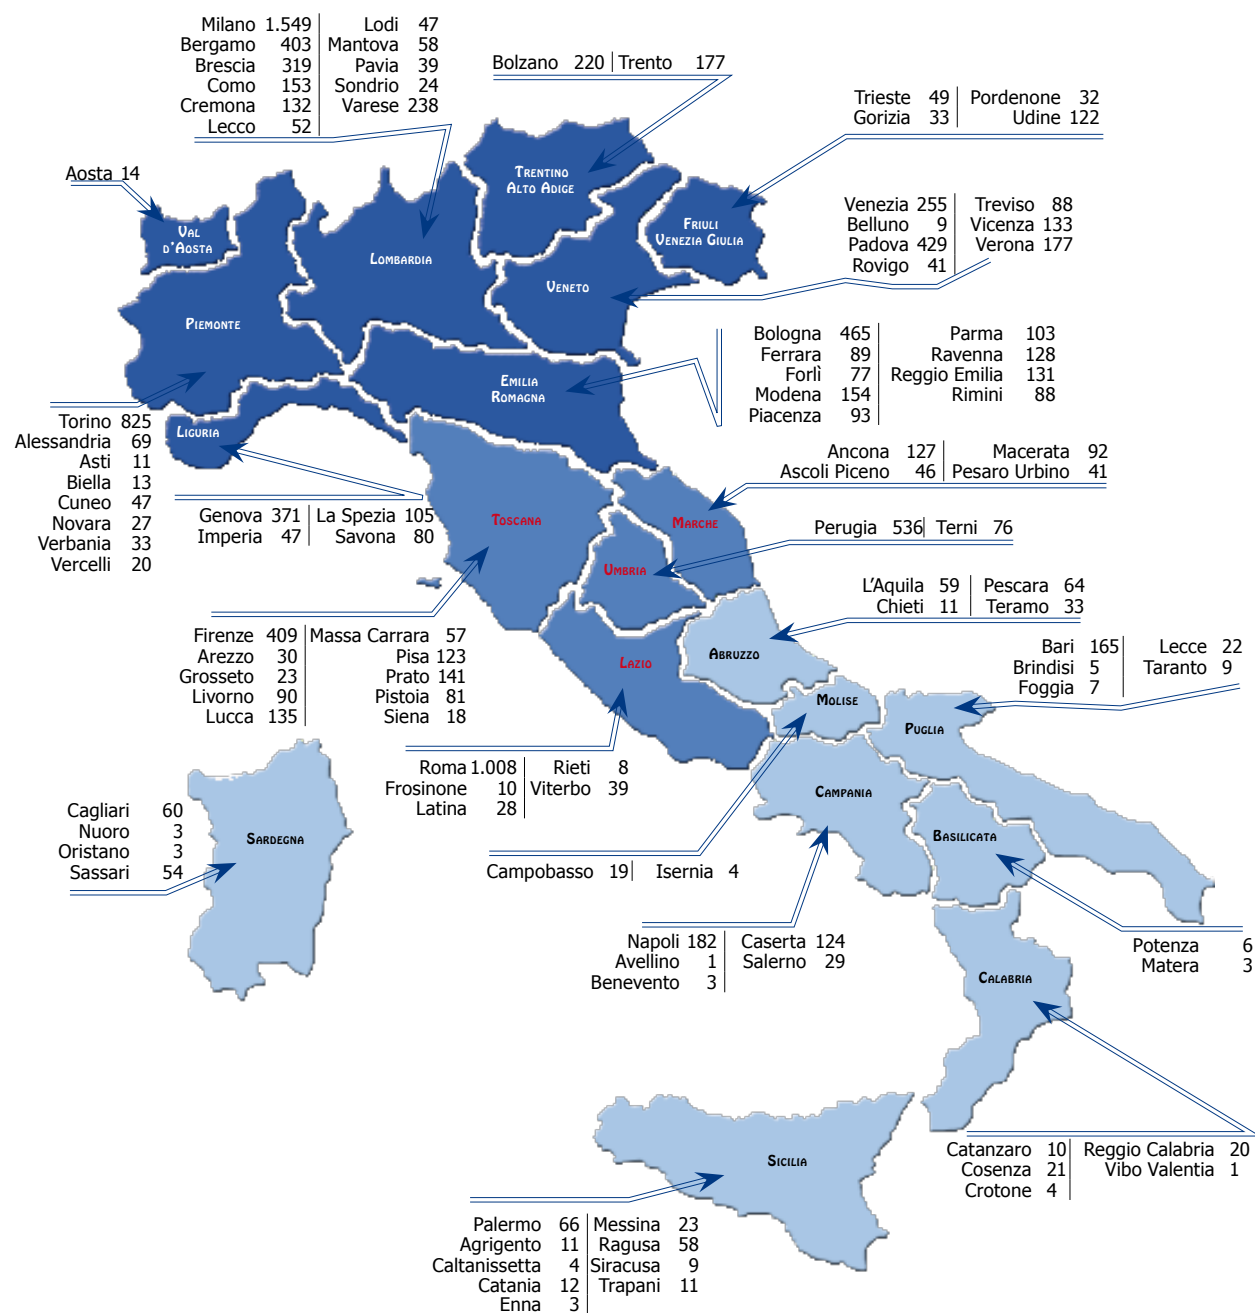 Milano 1.549 Lodi 47
Bergamo 403 Mantova 58
Brescia 319 Pavia 39
Como 153 Sondrio 24
Cremona 132 Varese 238
Lecco 52
Bolzano 220 Trento 177
Trieste 49 Pordenone 32
Gorizia 33 Udine 122
Aosta 14
Venezia 255 Treviso 88
Belluno 9 Vicenza 133
Padova 429 Verona 177
Rovigo 41
TRENTINO
ALTO ADIGE
FRIULI
VENEZIA GIULIA
VAL
D'AOSTA
LOMBARDIA
VENETO
PIEMONTE
Bologna 465 Parma 103
Ferrara 89 Ravenna 128
Forlì 77 Reggio Emilia 131
Modena 154 Rimini 88
Piacenza 93
EMILIA
ROMAGNA
LIGURIA
Torino 825
Alessandria 69
Asti 11
Biella 13
Cuneo 47
Novara 27
Verbania 33
Vercelli 20
Ancona 127 Macerata 92
Ascoli Piceno 46 Pesaro Urbino 41
Genova 371 La Spezia 105
Imperia 47 Savona 80
TOSCANA
MARCHE
Perugia 536 Terni 76
UMBRIA
L'Aquila 59 Pescara 64
Chieti 11 Teramo 33
Firenze 409 Massa Carrara 57
Arezzo 30 Pisa 123
Grosseto 23 Prato 141
Livorno 90 Pistoia 81
Lucca 135 Siena 18
LAZIO
ABRUZZO
Bari 165 Lecce 22
Brindisi 5 Taranto 9
Foggia 7
MOLISE
PUGLIA
Roma 1.008 Rieti 8
Frosinone 10 Viterbo 39
Latina 28
CAMPANIA
BASILICATA
Cagliari 60
Nuoro 3
Oristano 3
Sassari 54
SARDEGNA
Campobasso 19 Isernia 4
Napoli 182 Caserta 124
Avellino 1 Salerno 29
Benevento 3
Potenza 6
Matera 3
CALABRIA
Catanzaro 10 Reggio Calabria 20
Cosenza 21 Vibo Valentia 1
Crotone 4
SICILIA
Palermo 66 Messina 23
Agrigento 11 Ragusa 58
Caltanissetta 4 Siracusa 9
Catania 12 Trapani 11
Enna 3